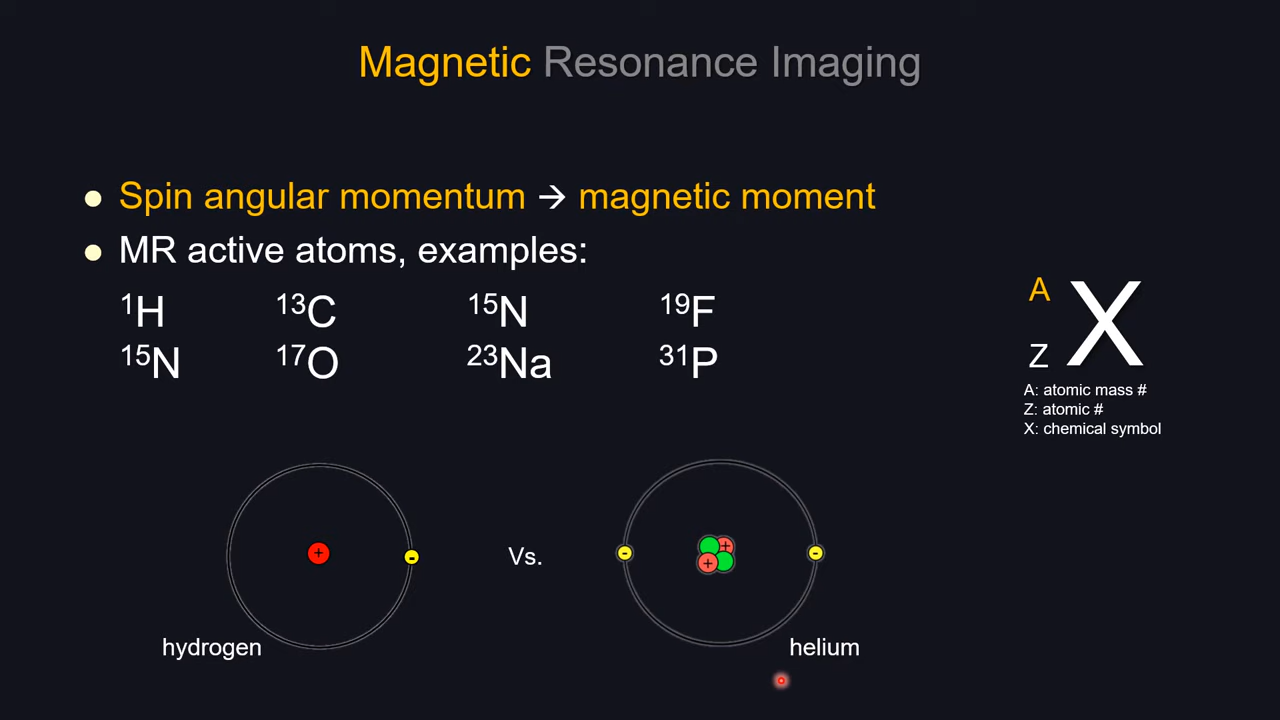 Magnetic Resonance Imaging
● Spin angular momentum → magnetic moment
● MR active atoms, examples:
¹H ¹³C ¹⁵N ¹⁹F
¹⁵N ¹⁷O ²³Na ³¹P
A
X
Z
A: atomic mass #
Z: atomic #
X: chemical symbol
+ - Vs. - + + -
hydrogen helium